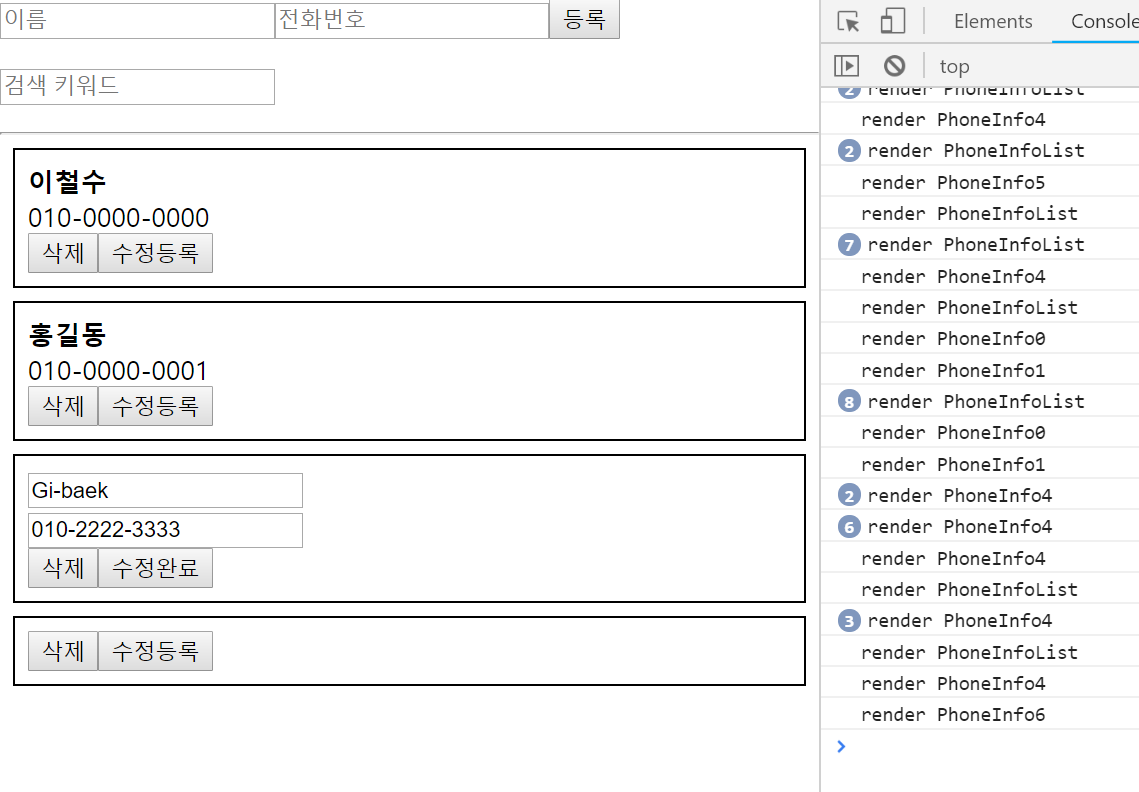 이름 전화번호 등록
검색 키워드
이철수
010-0000-0000
삭제 수정등록
홍길동
010-0000-0001
삭제 수정등록
Gi-baek
010-2222-3333
삭제 수정완료
삭제 수정등록
Elements Console
top
2 render PhoneInfoList
render PhoneInfo4
2 render PhoneInfoList
render PhoneInfo5
render PhoneInfoList
7 render PhoneInfoList
render PhoneInfo4
render PhoneInfoList
render PhoneInfo0
render PhoneInfo1
8 render PhoneInfoList
render PhoneInfo0
render PhoneInfo1
2 render PhoneInfo4
6 render PhoneInfo4
render PhoneInfo4
render PhoneInfoList
3 render PhoneInfo4
render PhoneInfoList
render PhoneInfo4
render PhoneInfo6